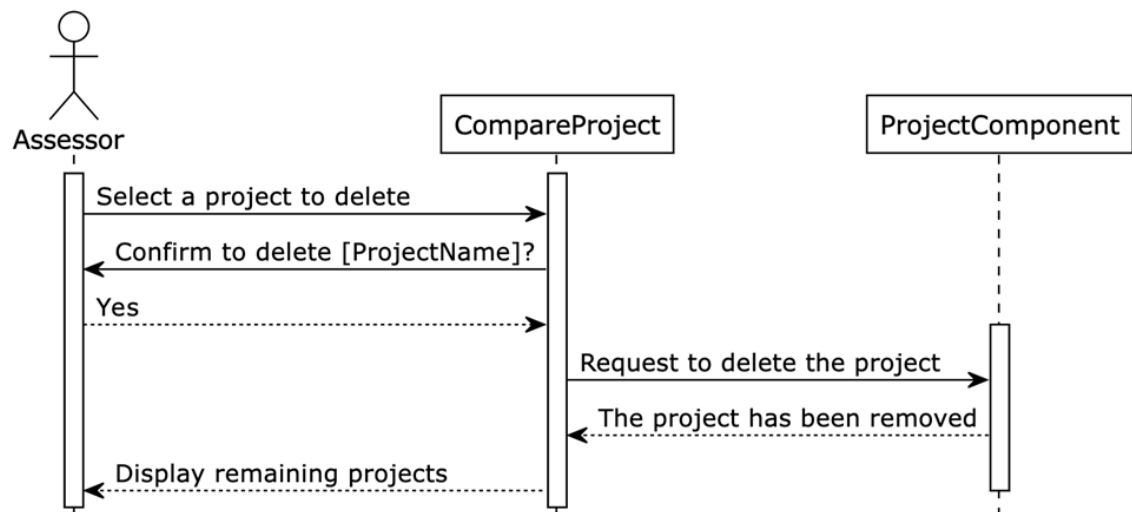 Assessor
CompareProject
ProjectComponent
Select a project to delete
Confirm to delete [ProjectName]?
Yes
Request to delete the project
The project has been removed
Display remaining projects